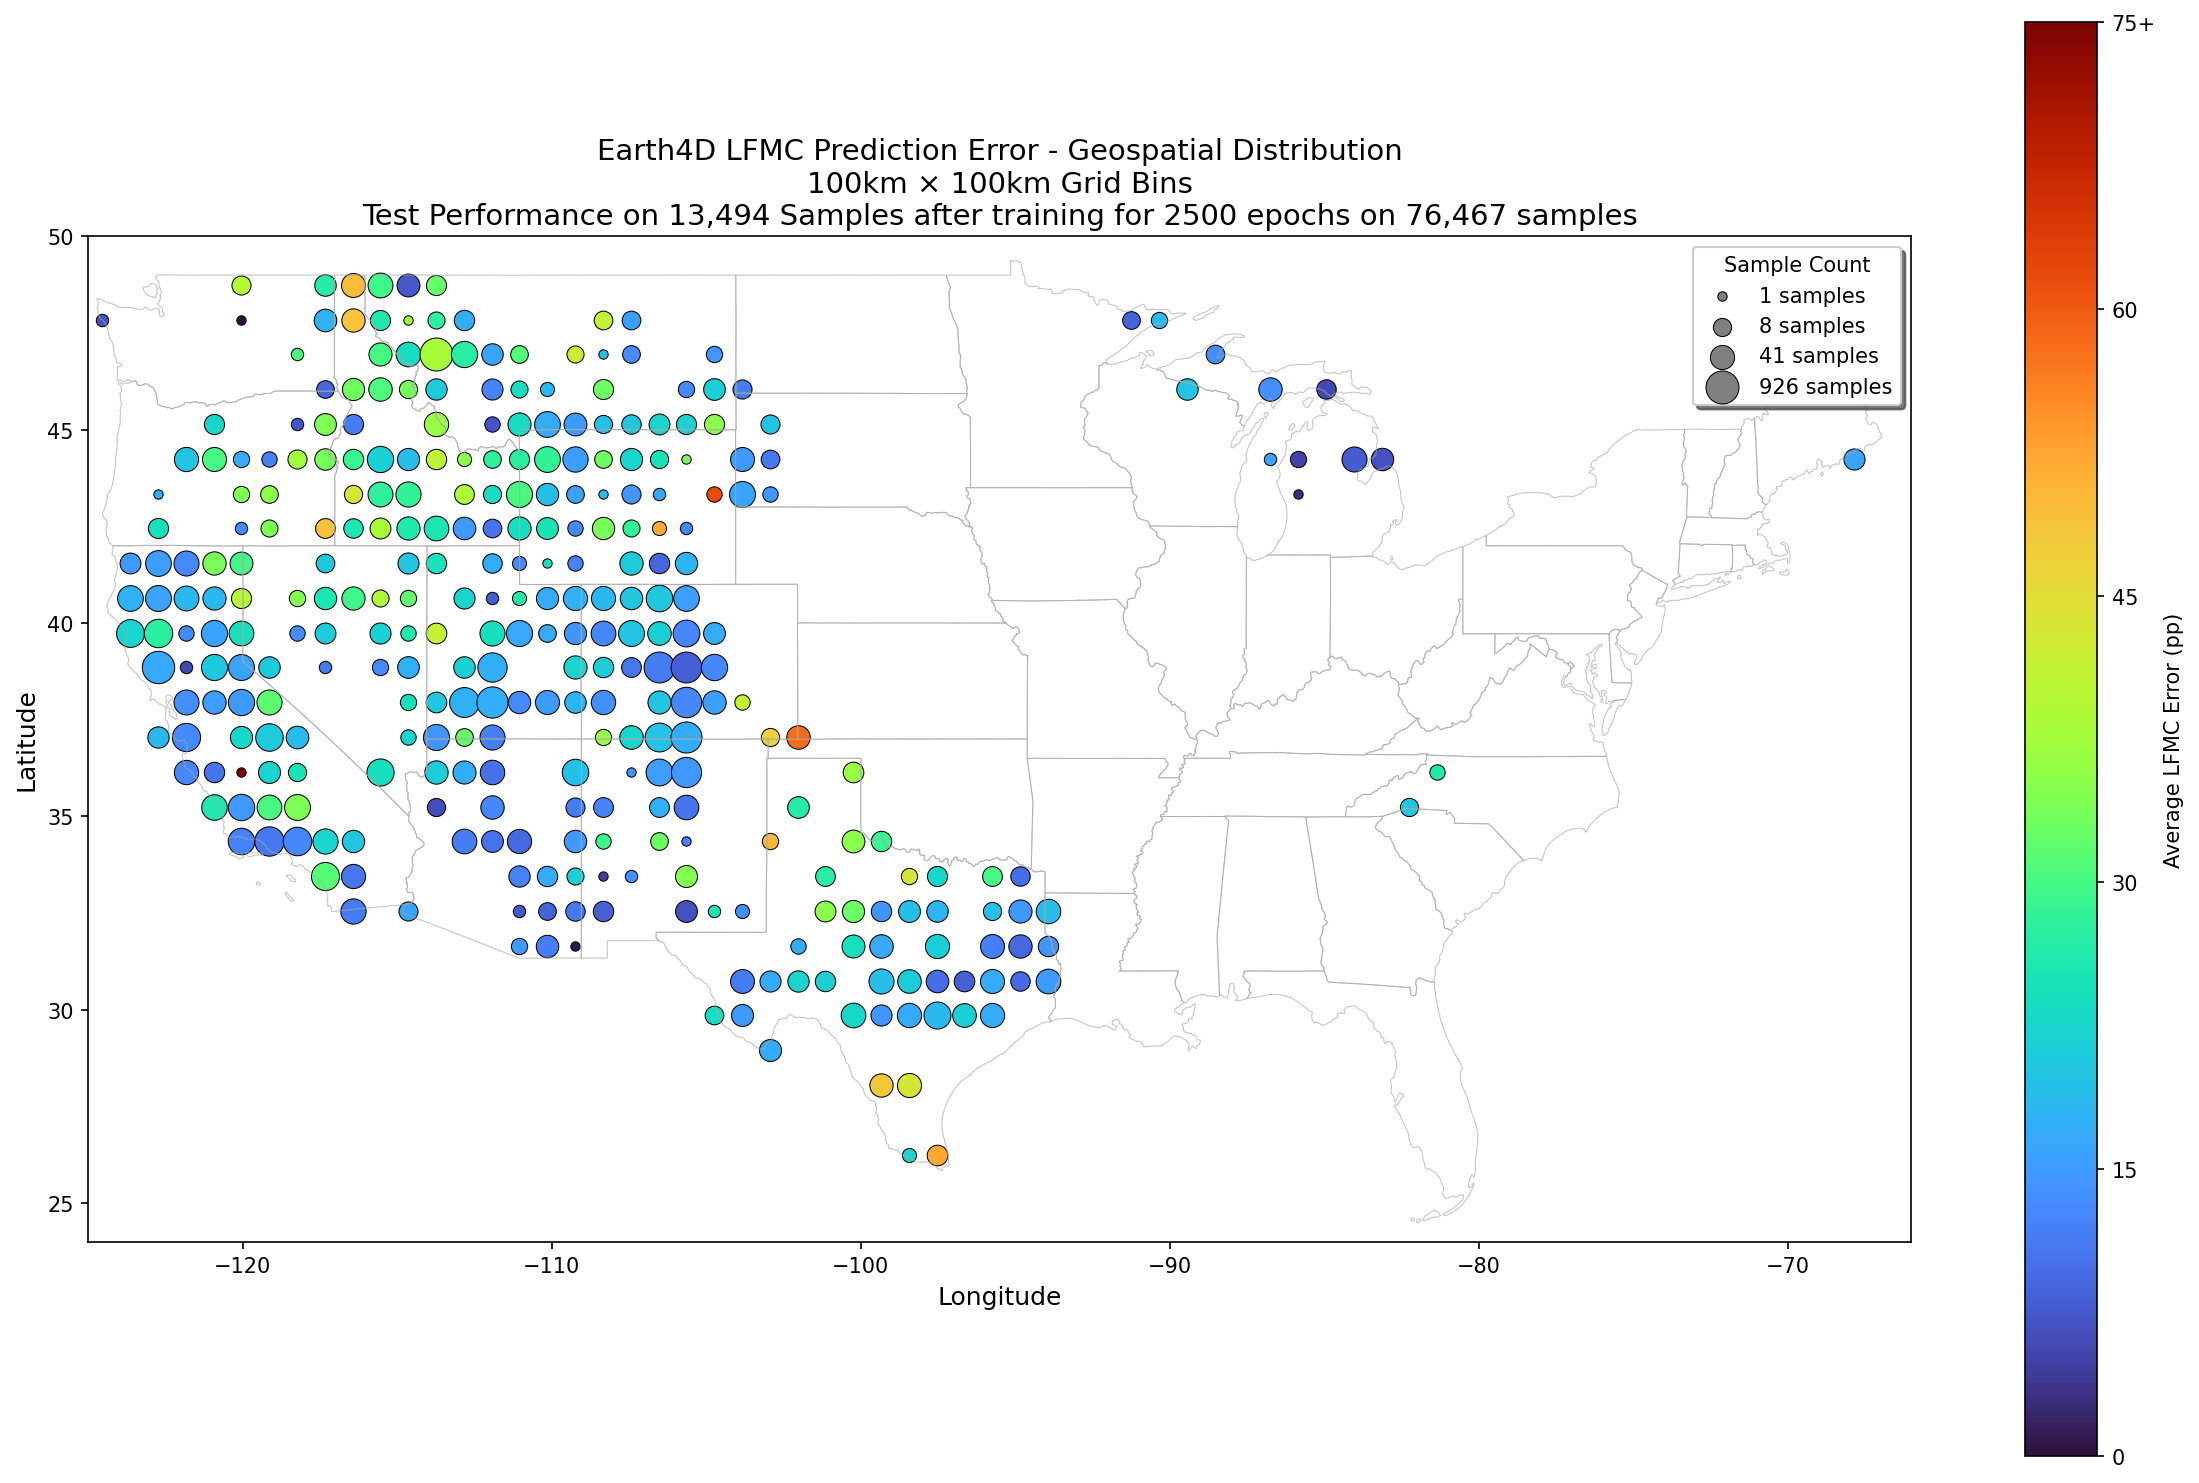 Earth4D LFMC Prediction Error - Geospatial Distribution
100km × 100km Grid Bins
Test Performance on 13,494 Samples after training for 2500 epochs on 76,467 samples
Sample Count
1 samples
8 samples
41 samples
926 samples
50
45
40
35
30
25
Latitude
−120
−110
−100
−90
−80
−70
Longitude
75+
60
45
30
15
0
Average LFMC Error (pp)